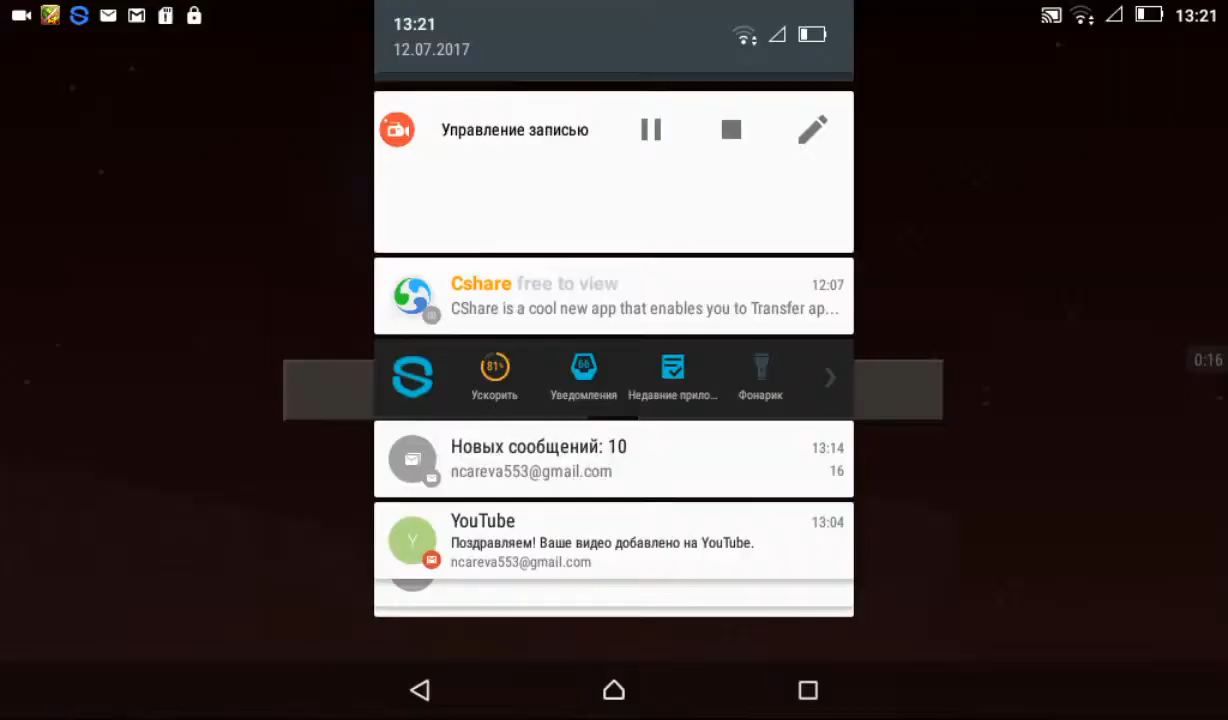 13:21
13:21
12.07.2017
Управление записью
Cshare free to view
12:07
CShare is a cool new app that enables you to Transfer ap...
0:16
81%
66
Ускорить
Уведомления
Недавние прило...
Фонарик
Новых сообщений: 10
13:14
ncareva553@gmail.com
16
Y
YouTube
13:04
Поздравляем! Ваше видео добавлено на YouTube.
ncareva553@gmail.com